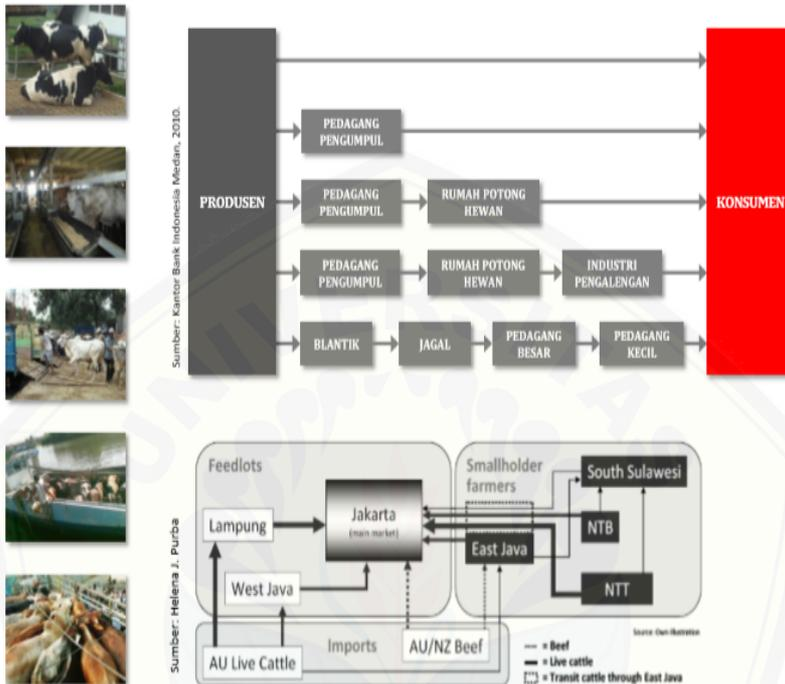 Sumber: Kantor Bank Indonesia Medan, 2010.
PRODUSEN
KONSUMEN
PEDAGANG
PENGUMPUL
PEDAGANG
PENGUMPUL
RUMAH POTONG
HEWAN
PEDAGANG
PENGUMPUL
RUMAH POTONG
HEWAN
INDUSTRI
PENGALENGAN
BLANTIK
JAGAL
PEDAGANG
BESAR
PEDAGANG
KECIL
UNIVERSITAS
Sumber: Helena J. Purba
Feedlots
Lampung
Jakarta
(main market)
West Java
Smallholder
farmers
South Sulawesi
NTB
East Java
NTT
Imports
AU Live Cattle
AU/NZ Beef
Source: Own illustration
= Beef
= Live cattle
= Transit cattle through East Java